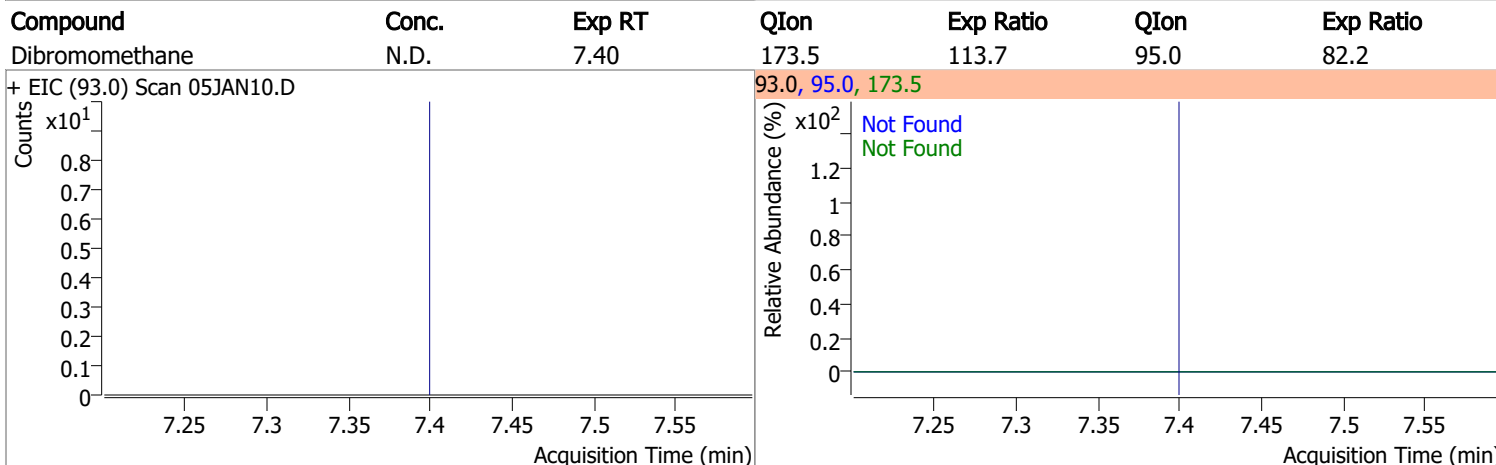 Compound Conc. Exp RT QIon Exp Ratio QIon Exp Ratio
Dibromomethane N.D. 7.40 173.5 113.7 95.0 82.2
+ EIC (93.0) Scan 05JAN10.D
Counts
x10¹
0.8
0.7
0.6
0.5
0.4
0.3
0.2
0.1
0
7.25 7.3 7.35 7.4 7.45 7.5 7.55
Acquisition Time (min)
93.0, 95.0, 173.5
Relative Abundance (%)
x10²
Not Found
Not Found
1.2
1
0.8
0.6
0.4
0.2
0
7.25 7.3 7.35 7.4 7.45 7.5 7.55
Acquisition Time (min)